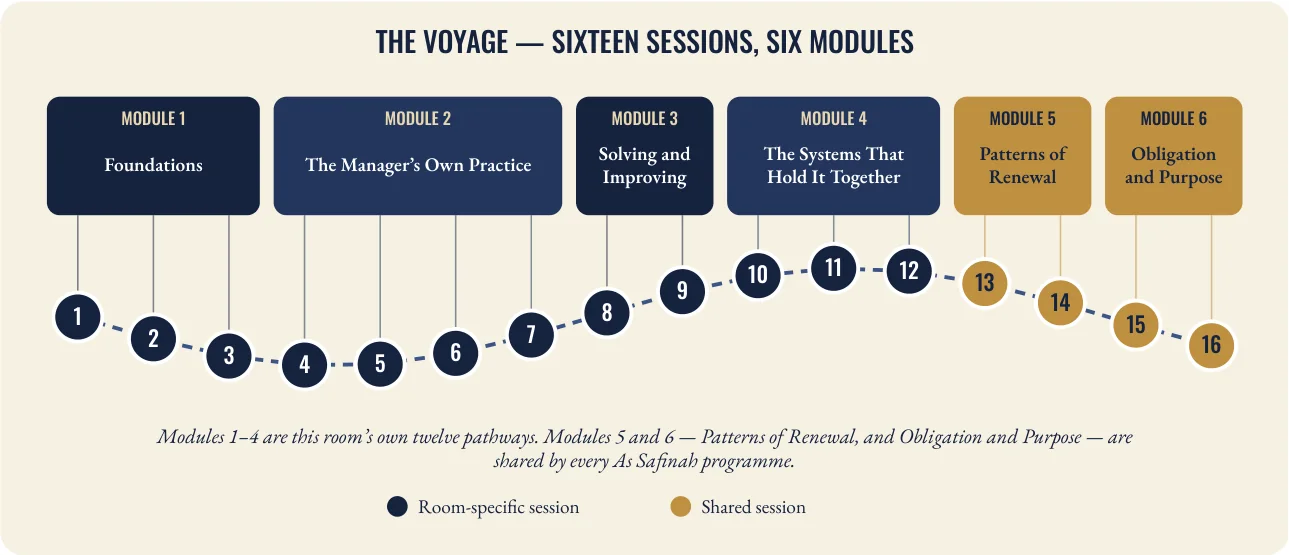 THE VOYAGE — SIXTEEN SESSIONS, SIX MODULES
MODULE 1
Foundations
MODULE 2
The Manager’s Own Practice
MODULE 3
Solving and
Improving
MODULE 4
The Systems That
Hold It Together
MODULE 5
Patterns of
Renewal
MODULE 6
Obligation
and Purpose
1
2
3
4
5
6
7
8
9
10
11
12
13
14
15
16
Modules 1–4 are this room’s own twelve pathways. Modules 5 and 6 — Patterns of Renewal, and Obligation and Purpose — are
shared by every As Safinah programme.
Room-specific session
Shared session